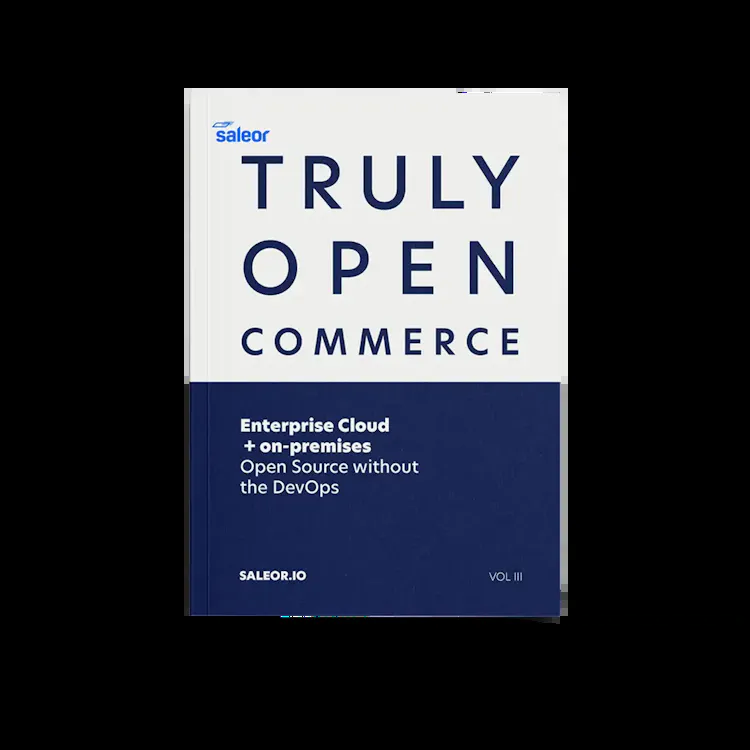 saleor
TRULY
OPEN
COMMERCE
Enterprise Cloud
+ on-premises
Open Source without
the DevOps
SALEOR.IO VOL III